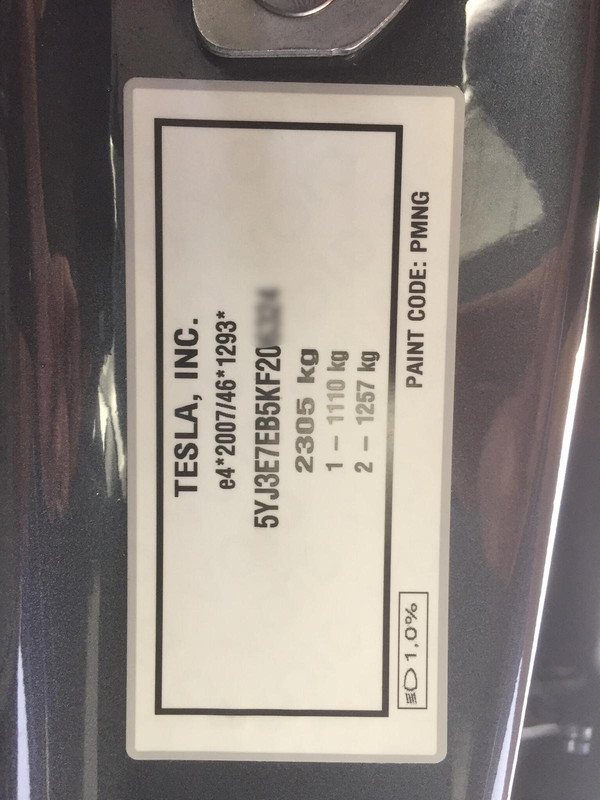 TESLA, INC.
e4*2007/46*1293*
5YJ3E7EB5KF20
2305 kg
1 - 1110 kg
2 - 1257 kg
PAINT CODE: PMNG
1,0%